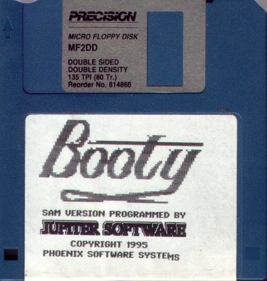 PRECISION
MICRO FLOPPY DISK
MF2DD
DOUBLE SIDED
DOUBLE DENSITY
135 TPI (80 Tr.)
Reorder No. 814866
Booty
SAM VERSION PROGRAMMED BY
JUPITER SOFTWARE
COPYRIGHT 1995
PHOENIX SOFTWARE SYSTEMS